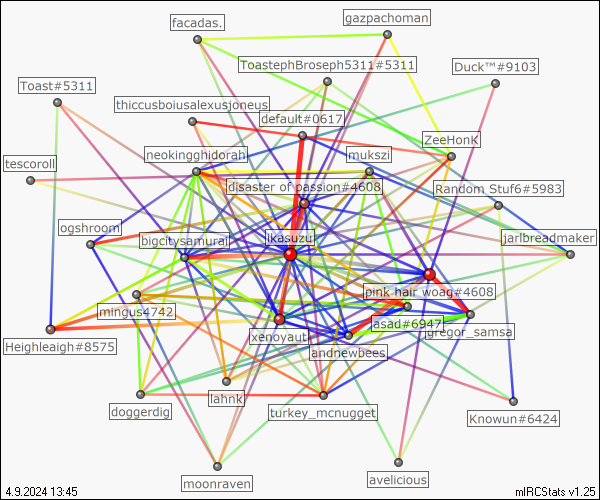 facadas.
gazpachoman
ToastephBroseph5311#5311
Duck™#9103
Toast#5311
thiccusboiusalexusjoneus
default#0617
ZeeHonK
neokingghidorah
mukszi
tescoroll
disaster of passion#4608
Random Stuf6#5983
ogshroom
bigcitysamurai
ikasuzu
jarlbreadmaker
pink hair woag#4608
mingus4742
asad#6947
gregor_samsa
xenoyaut
Heighleaigh#8575
andnewbees
lahnk
doggerdig
turkey_mcnugget
Knowun#6424
moonraven
avelicious
4.9.2024 13:45
mIRCStats v1.25